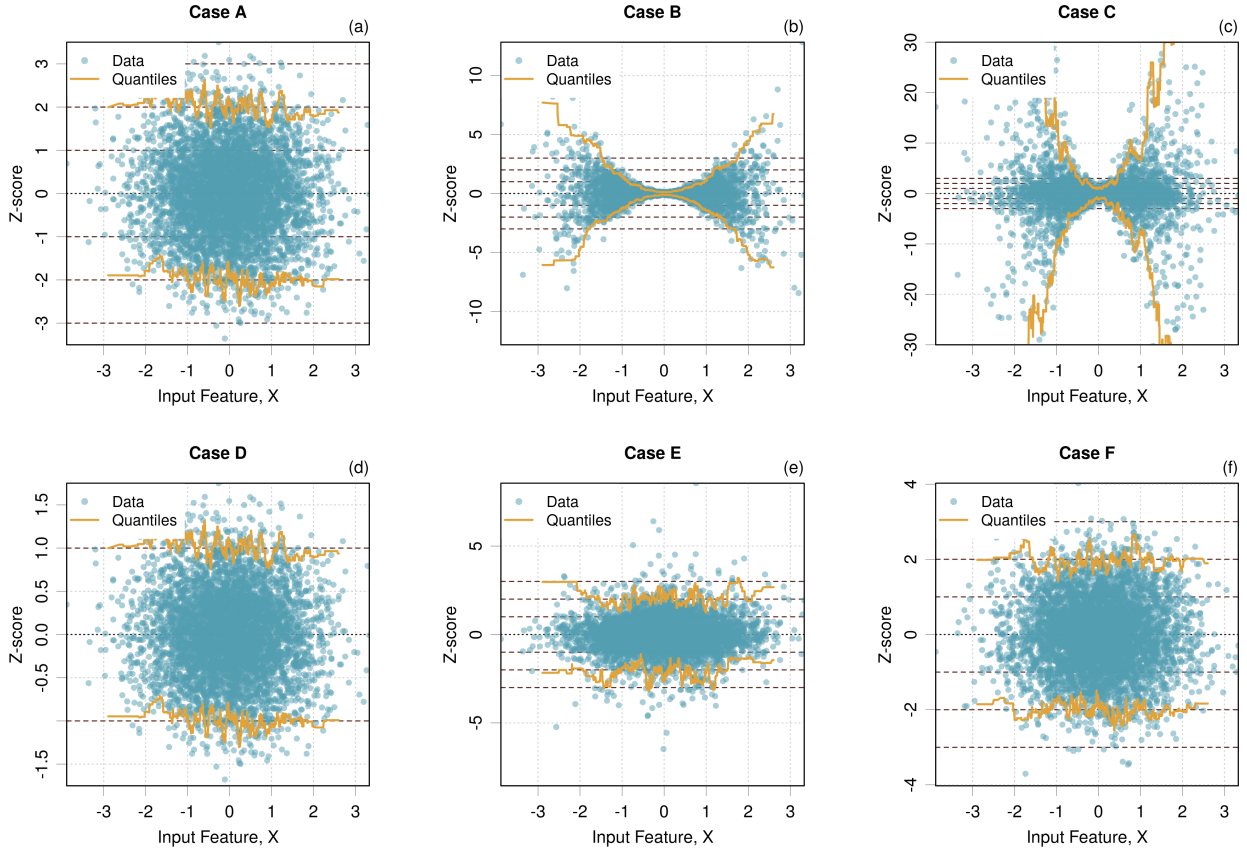 Case A
(a)
Data
Quantiles
Z-score
3
2
1
0
-1
-2
-3
-3 -2 -1 0 1 2 3
Input Feature, X
Case B
(b)
Data
Quantiles
Z-score
10
5
0
-5
-10
-3 -2 -1 0 1 2 3
Input Feature, X
Case C
(c)
Data
Quantiles
Z-score
30
20
10
0
-10
-20
-30
-3 -2 -1 0 1 2 3
Input Feature, X
Case D
(d)
Data
Quantiles
Z-score
1.5
1.0
0.5
0.0
-0.5
-1.5
-3 -2 -1 0 1 2 3
Input Feature, X
Case E
(e)
Data
Quantiles
Z-score
5
0
-5
-3 -2 -1 0 1 2 3
Input Feature, X
Case F
(f)
Data
Quantiles
Z-score
4
2
0
-2
-4
-3 -2 -1 0 1 2 3
Input Feature, X